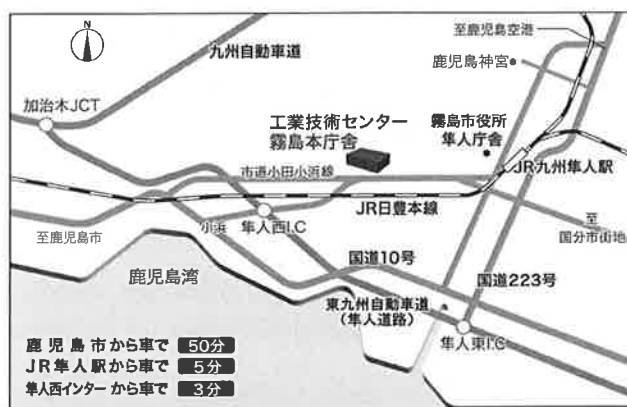 至鹿児島空港
N
九州自動車道
鹿児島神宮
加治木JCT
工業技術センター
霧島本庁舎
霧島市役所
隼人庁舎
市道小田小浜線
JR九州隼人駅
JR日豊本線
小浜
隼人西I.C
至鹿児島市
至
国分市街地
国道10号
鹿児島湾
国道223号
東九州自動車道
(隼人道路)
隼人東I.C
鹿児島市から車で 50分
JR隼人駅から車で 5分
隼人西インターから車で 3分